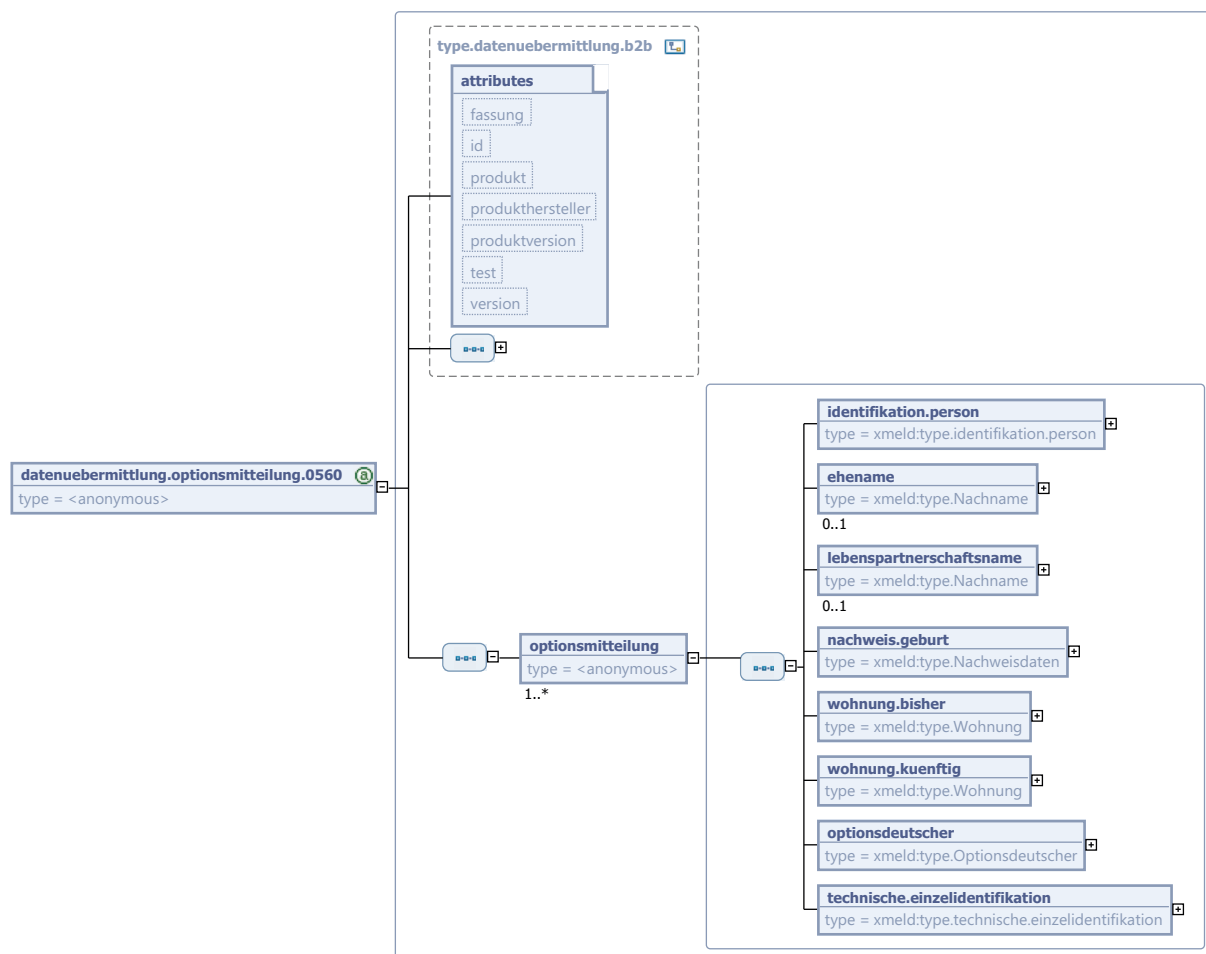 type.datenuebermittlung.b2b
attributes
fassung
id
produkt
produkthersteller
produktversion
test
version
datenuebermittlung.optionsmitteilung.0560 a
type = <anonymous>
optionsmitteilung
type = <anonymous>
1..*
identifikation.person
type = xmeld:type.identifikation.person
ehename
type = xmeld:type.Nachname
0..1
lebenspartnerschaftsname
type = xmeld:type.Nachname
0..1
nachweis.geburt
type = xmeld:type.Nachweisdaten
wohnung.bisher
type = xmeld:type.Wohnung
wohnung.kuenftig
type = xmeld:type.Wohnung
optionsdeutscher
type = xmeld:type.Optionsdeutscher
technische.einzelidentifikation
type = xmeld:type.technische.einzelidentifikation